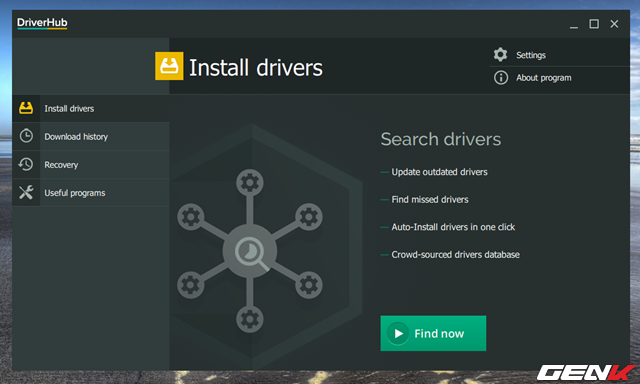 DriverHub
Install drivers
Settings
About program
Install drivers
Download history
Recovery
Useful programs
Search drivers
Update outdated drivers
Find missed drivers
Auto-Install drivers in one click
Crowd-sourced drivers database
Find now
GENK